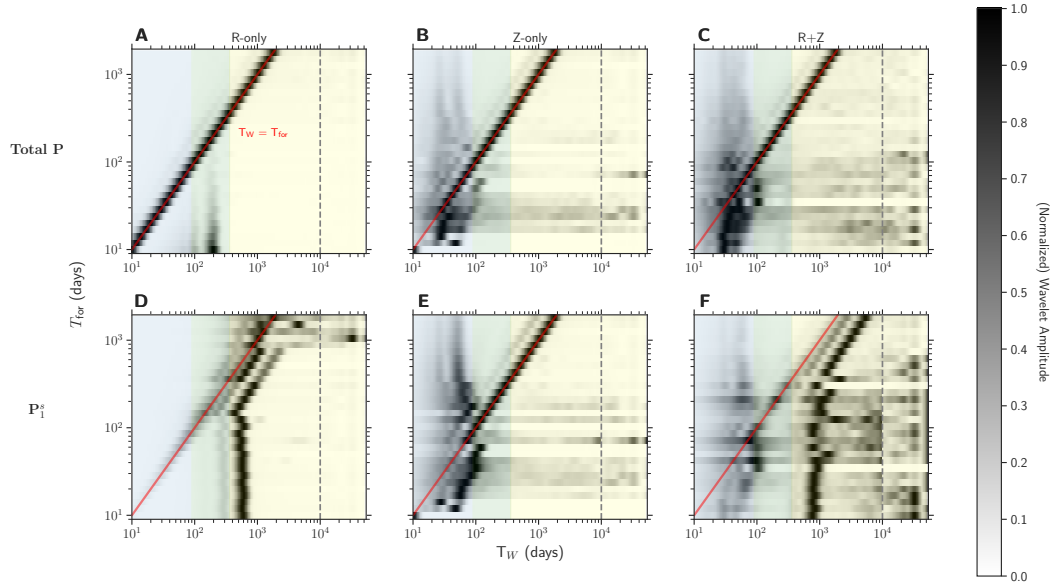 A R-only B Z-only C R+Z
10³ 10² 10¹
10¹ 10² 10³ 10⁴ 10¹ 10² 10³ 10⁴ 10¹ 10² 10³ 10⁴
Total P
T_W = T_for
D E F
10³ 10² 10¹
10¹ 10² 10³ 10⁴ 10¹ 10² 10³ 10⁴ 10¹ 10² 10³ 10⁴
P₁ˢ
T_for (days)
T_W (days)
1.0
0.9
0.8
0.7
0.6
0.5
0.4
0.3
0.2
0.1
0.0
(Normalized) Wavelet Amplitude